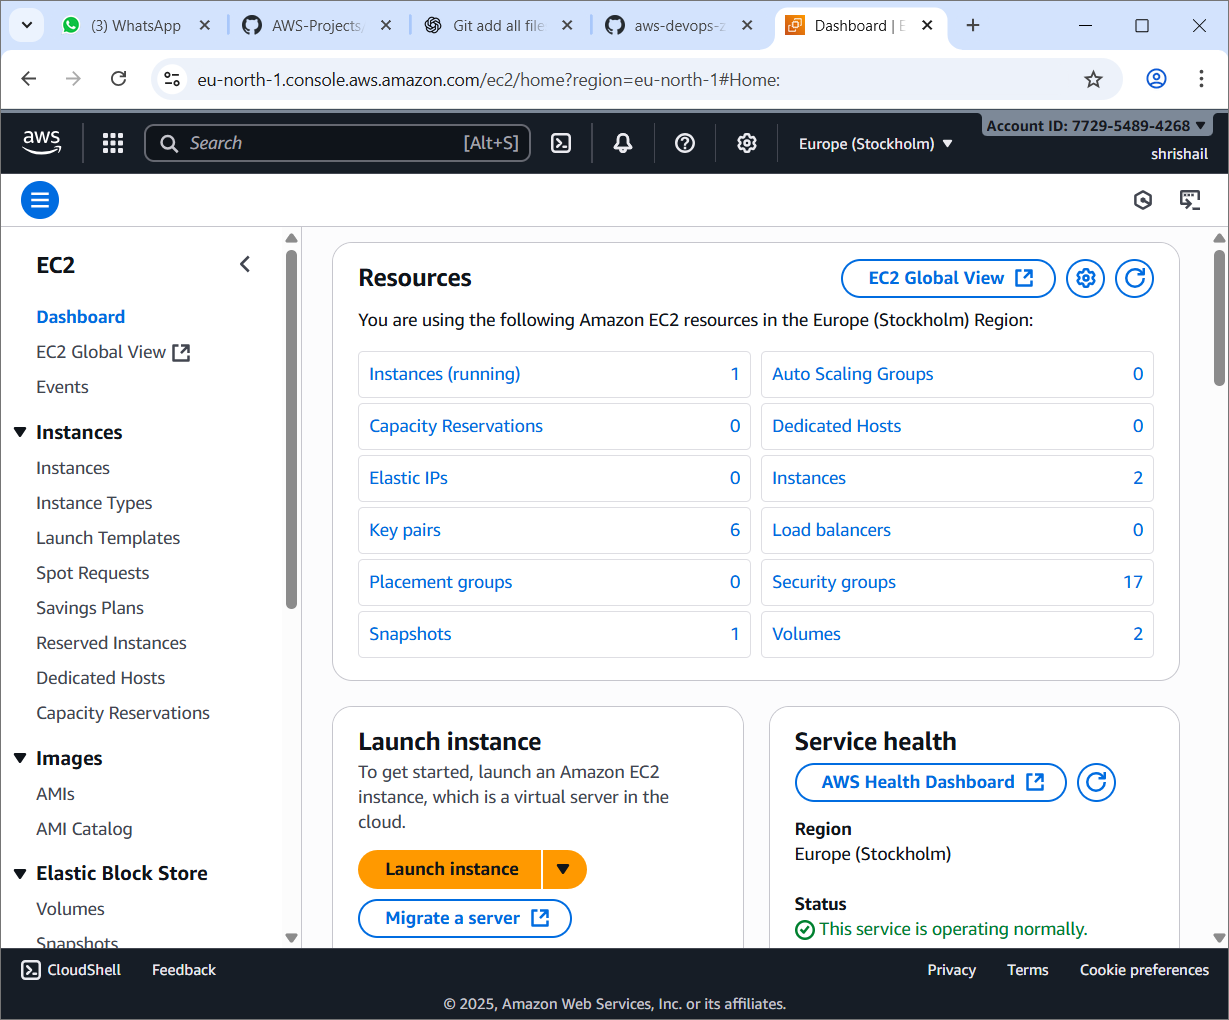 (3) WhatsApp
AWS-Projects/
Git add all file
aws-devops-z
Dashboard | E
eu-north-1.console.aws.amazon.com/ec2/home?region=eu-north-1#Home:
aws
Search
[Alt+S]
Europe (Stockholm)
Account ID: 7729-5489-4268
shrishail
EC2
Dashboard
EC2 Global View
Events
Instances
Instances
Instance Types
Launch Templates
Spot Requests
Savings Plans
Reserved Instances
Dedicated Hosts
Capacity Reservations
Images
AMIs
AMI Catalog
Elastic Block Store
Volumes
Snapshots
Resources
EC2 Global View
You are using the following Amazon EC2 resources in the Europe (Stockholm) Region:
Instances (running) 1
Auto Scaling Groups 0
Capacity Reservations 0
Dedicated Hosts 0
Elastic IPs 0
Instances 2
Key pairs 6
Load balancers 0
Placement groups 0
Security groups 17
Snapshots 1
Volumes 2
Launch instance
To get started, launch an Amazon EC2
instance, which is a virtual server in the
cloud.
Launch instance
Migrate a server
Service health
AWS Health Dashboard
Region
Europe (Stockholm)
Status
This service is operating normally.
CloudShell
Feedback
Privacy
Terms
Cookie preferences
© 2025, Amazon Web Services, Inc. or its affiliates.